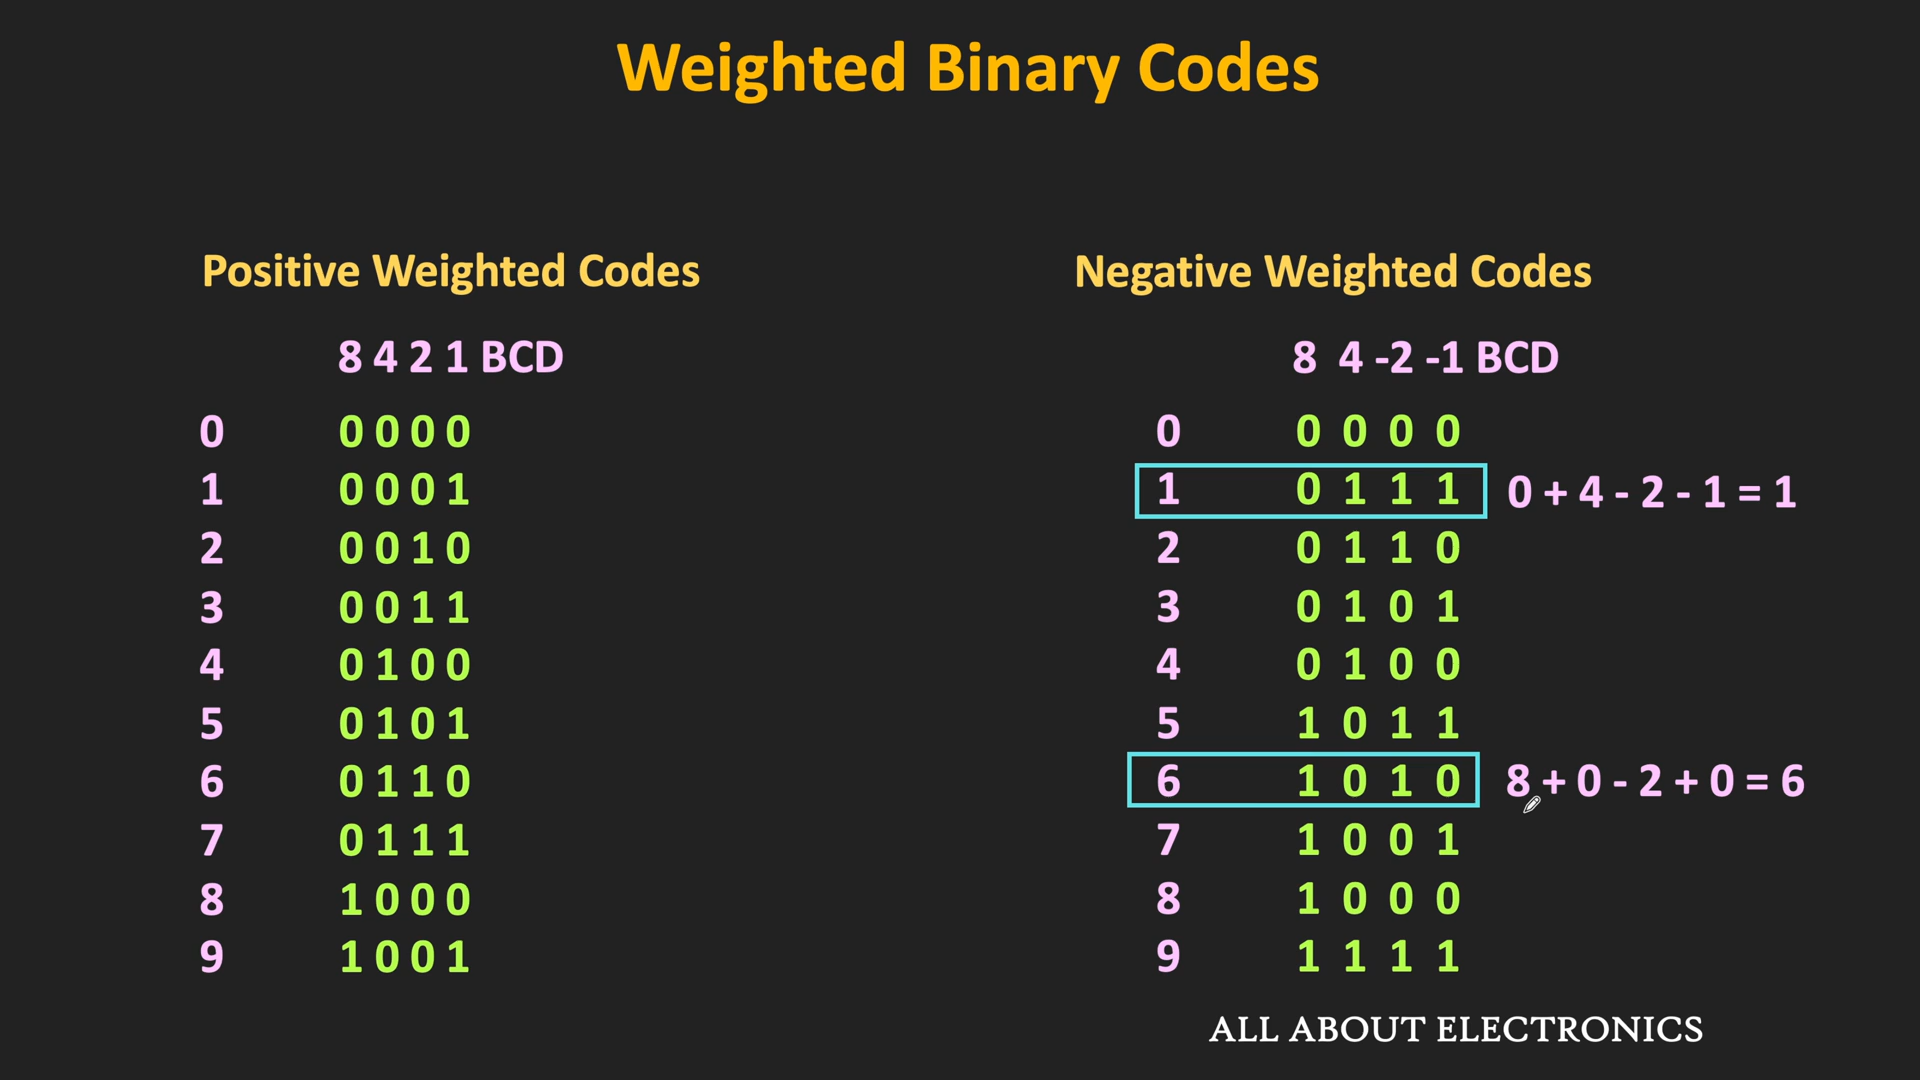 Weighted Binary Codes
Positive Weighted Codes
8 4 2 1 BCD
0 0 0 0 0
1 0 0 0 1
2 0 0 1 0
3 0 0 1 1
4 0 1 0 0
5 0 1 0 1
6 0 1 1 0
7 0 1 1 1
8 1 0 0 0
9 1 0 0 1
Negative Weighted Codes
8 4 -2 -1 BCD
0 0 0 0 0
1 0 1 1 1 0 + 4 - 2 - 1 = 1
2 0 1 1 0
3 0 1 0 1
4 0 1 0 0
5 1 0 1 1
6 1 0 1 0 8 + 0 - 2 + 0 = 6
7 1 0 0 1
8 1 0 0 0
9 1 1 1 1
ALL ABOUT ELECTRONICS